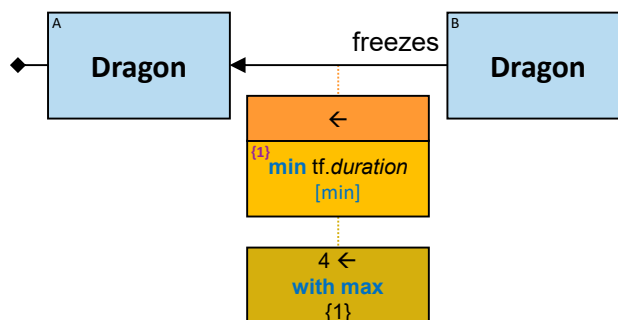 A
Dragon
freezes
B
Dragon
←
{1}
min tf.duration
[min]
4 ←
with max
{1}